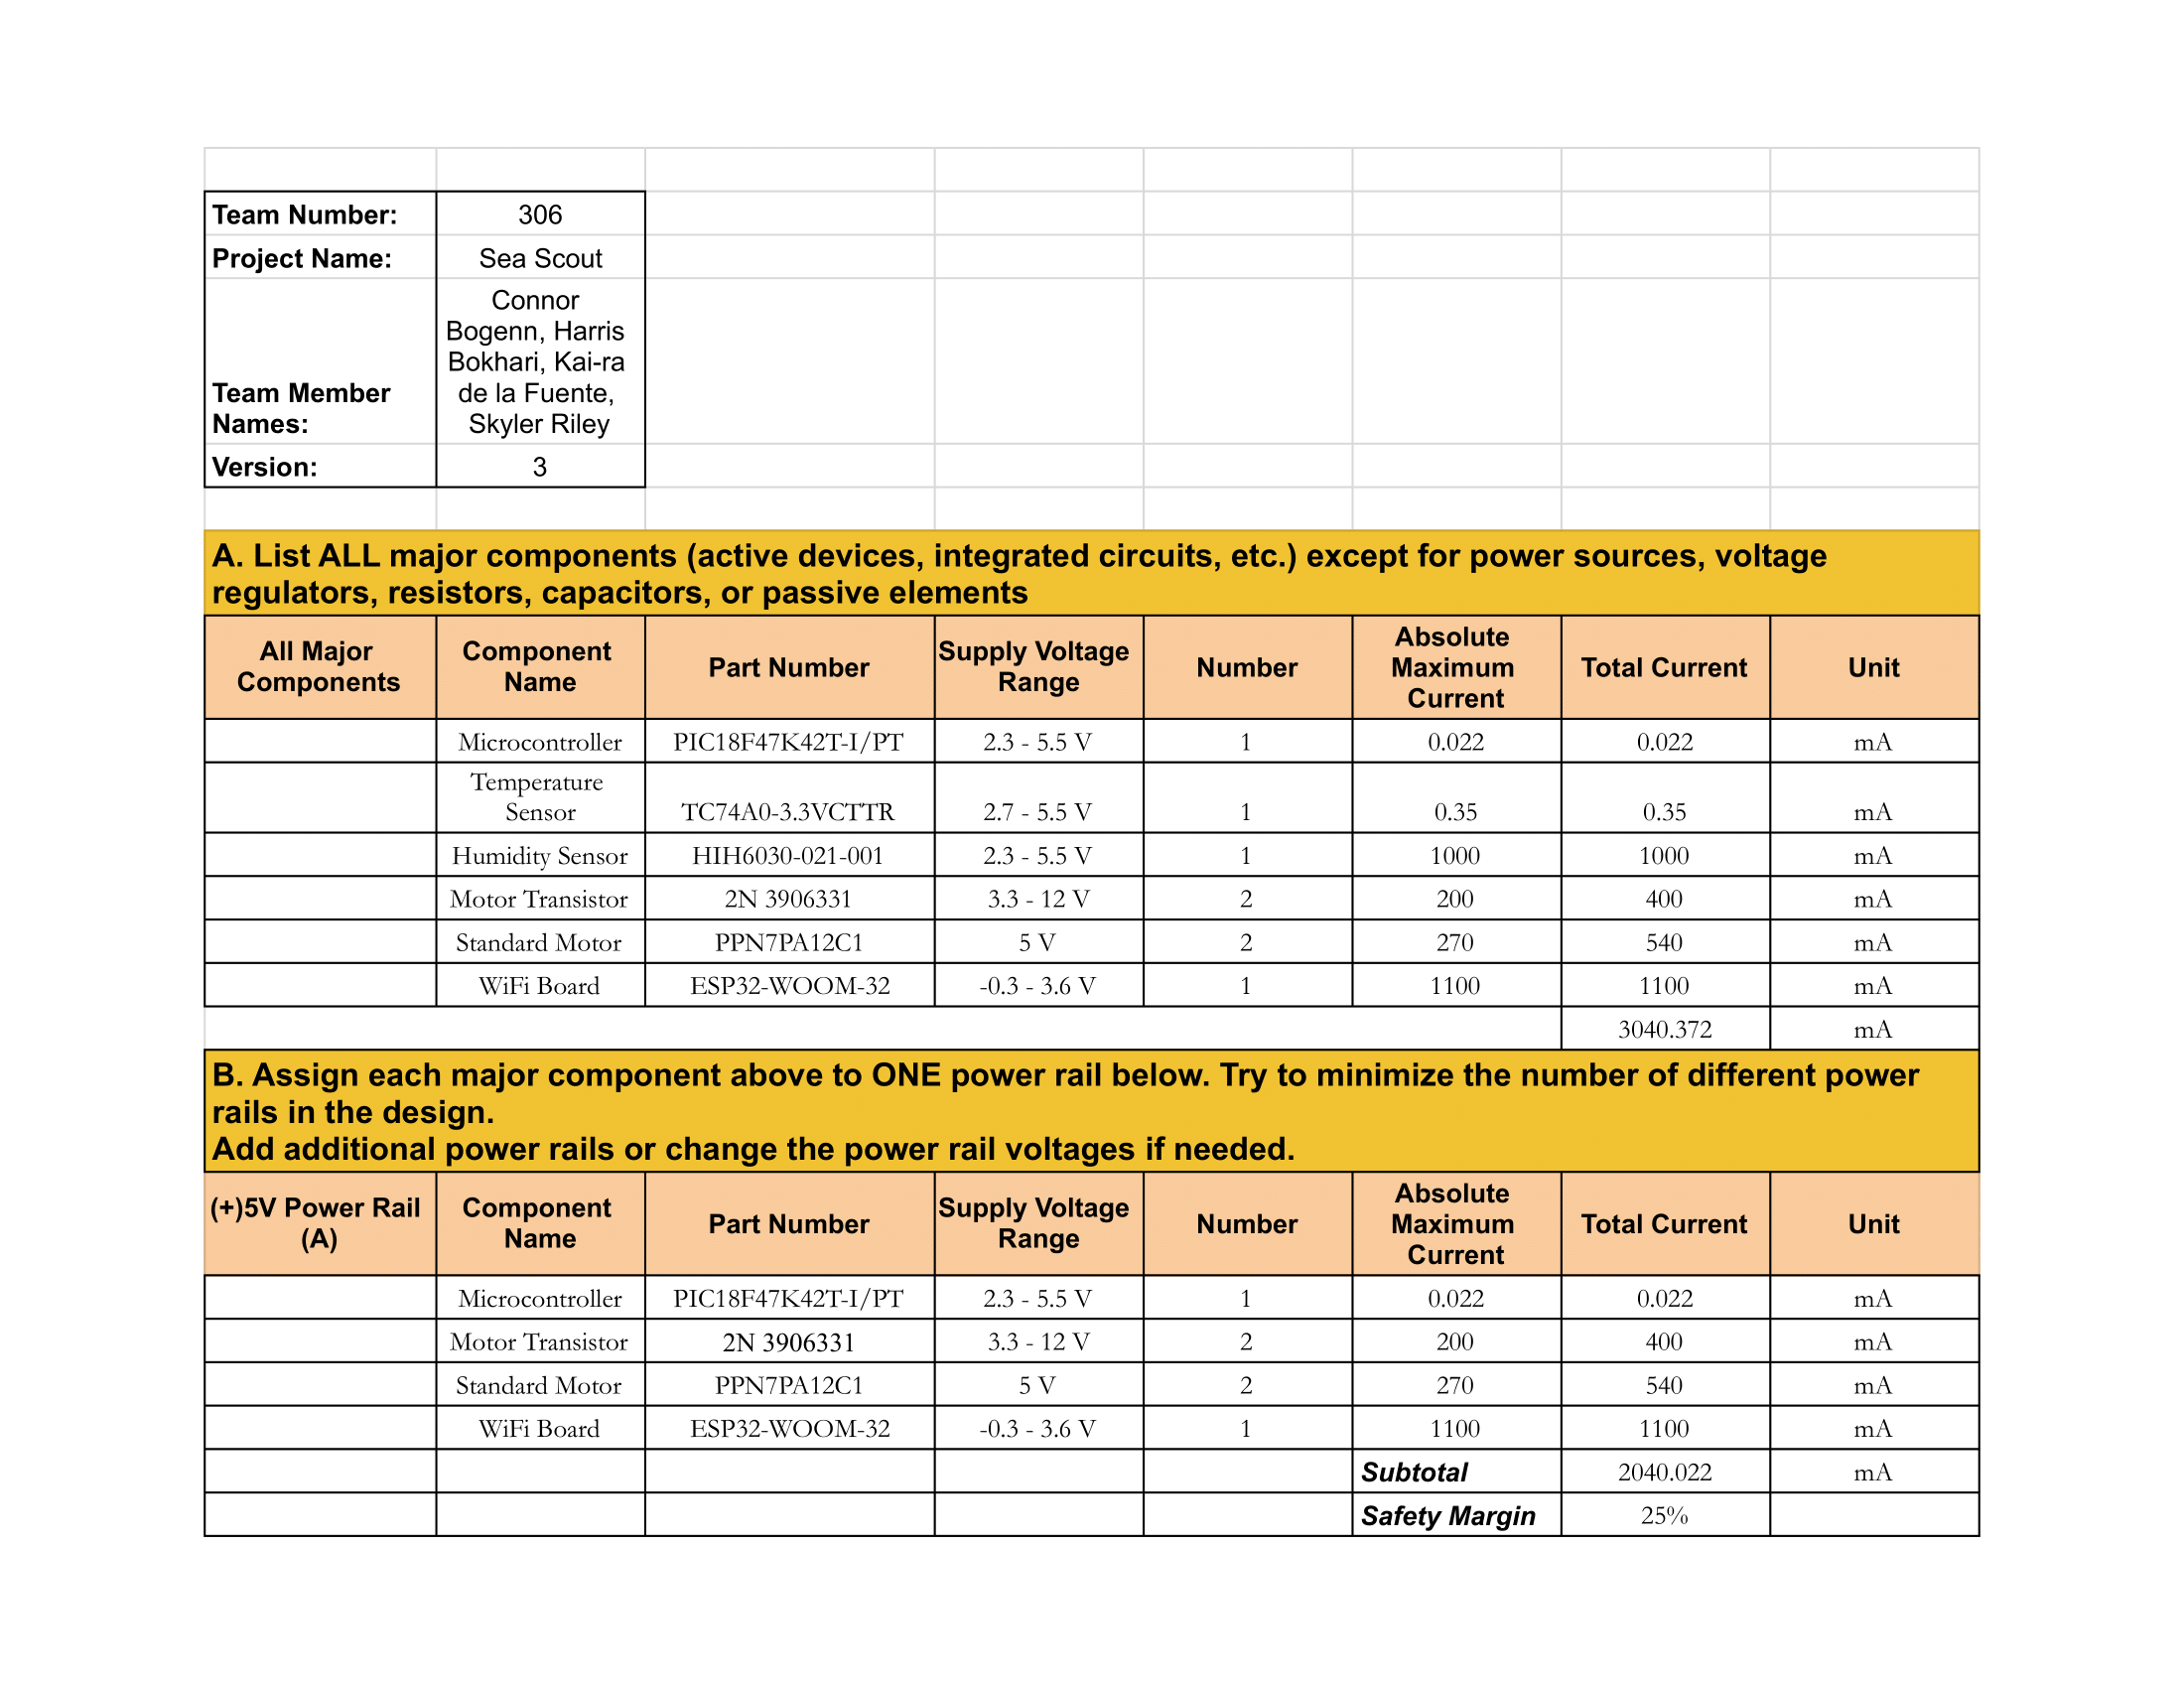 Team Number: 306
Project Name: Sea Scout
Team Member Names: Connor Bogenn, Harris Bokhari, Kai-ra de la Fuente, Skyler Riley
Version: 3
A. List ALL major components (active devices, integrated circuits, etc.) except for power sources, voltage
regulators, resistors, capacitors, or passive elements
All Major Components Component Name Part Number Supply Voltage Range Number Absolute Maximum Current Total Current Unit
Microcontroller PIC18F47K42T-I/PT 2.3 - 5.5 V 1 0.022 0.022 mA
Temperature Sensor TC74A0-3.3VCTTR 2.7 - 5.5 V 1 0.35 0.35 mA
Humidity Sensor HIH6030-021-001 2.3 - 5.5 V 1 1000 1000 mA
Motor Transistor 2N 3906331 3.3 - 12 V 2 200 400 mA
Standard Motor PPN7PA12C1 5 V 2 270 540 mA
WiFi Board ESP32-WOOM-32 -0.3 - 3.6 V 1 1100 1100 mA
3040.372 mA
B. Assign each major component above to ONE power rail below. Try to minimize the number of different power
rails in the design.
Add additional power rails or change the power rail voltages if needed.
(+)5V Power Rail (A) Component Name Part Number Supply Voltage Range Number Absolute Maximum Current Total Current Unit
Microcontroller PIC18F47K42T-I/PT 2.3 - 5.5 V 1 0.022 0.022 mA
Motor Transistor 2N 3906331 3.3 - 12 V 2 200 400 mA
Standard Motor PPN7PA12C1 5 V 2 270 540 mA
WiFi Board ESP32-WOOM-32 -0.3 - 3.6 V 1 1100 1100 mA
Subtotal 2040.022 mA
Safety Margin 25%